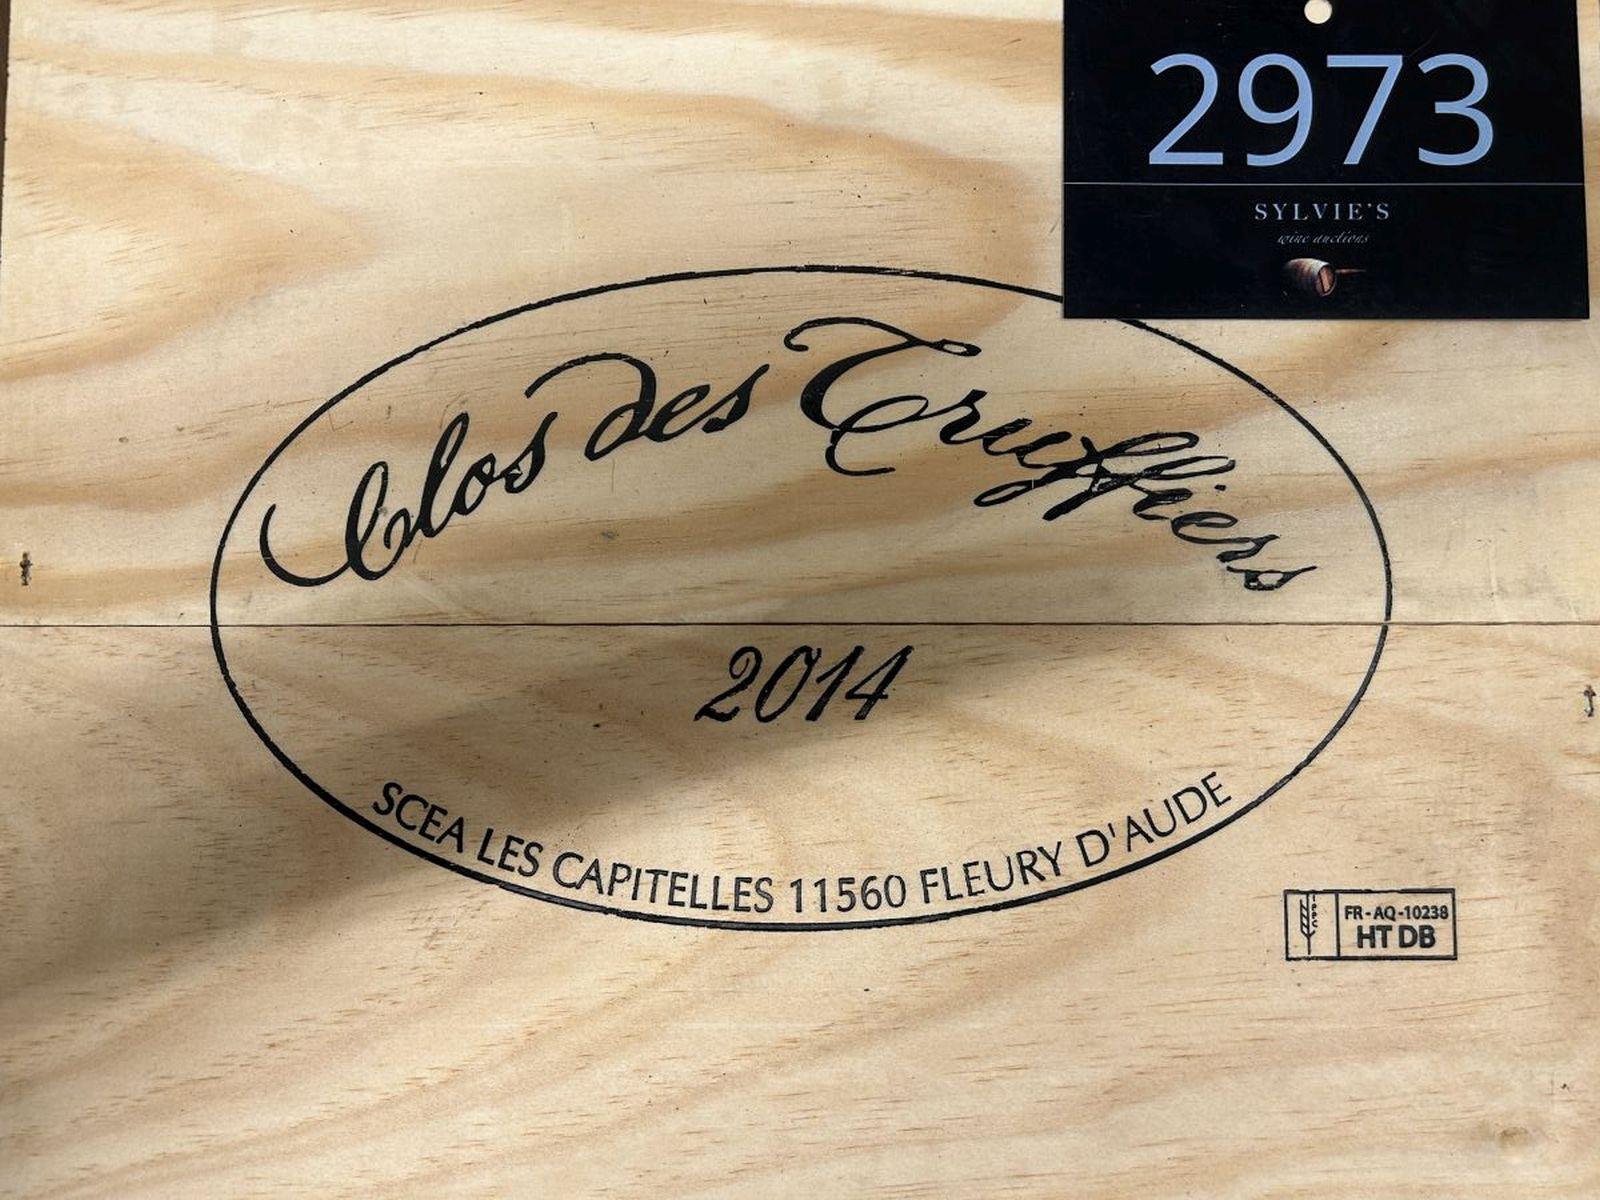 2973
SYLVIE'S
wine auctions
Clos des Truffiers
2014
SCEA LES CAPITELLES 11560 FLEURY D'AUDE
IPPC
FR-AQ-10238
HT DB